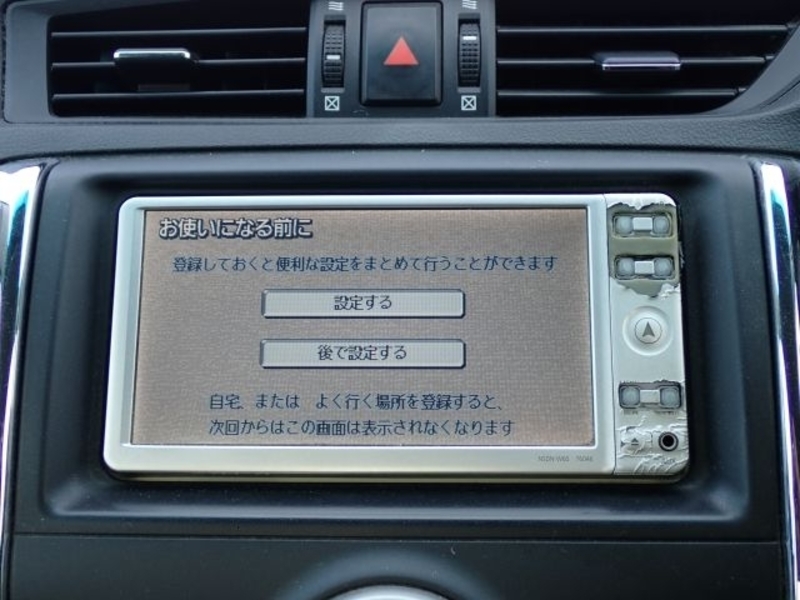 お使いになる前に
登録しておくと便利な設定をまとめて行うことができます
設定する
後で設定する
自宅、または よく行く場所を登録すると、
次回からはこの画面は表示されなくなります